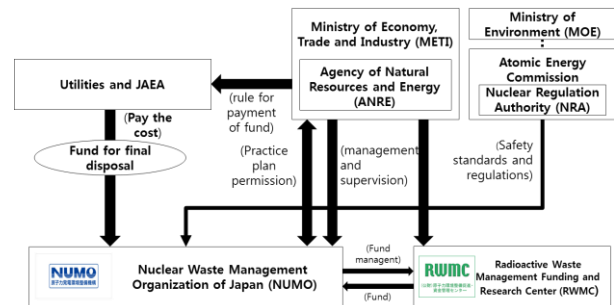 Ministry of Economy,
Trade and Industry (METI)
Agency of Natural
Resources and Energy
(ANRE)
Ministry of
Environment (MOE)
Atomic Energy
Commission
Nuclear Regulation
Authority (NRA)
Utilities and JAEA
(rule for
payment
of fund)
(Pay the
cost)
Fund for final
disposal
(Practice
plan
permission)
(management
and
supervision)
(Safety
standards and
regulations)
NUMO
Nuclear Waste Management
Organization of Japan (NUMO)
(Fund
managent)
(Fund)
RWMC
Radioactive Waste
Management Funding and
Research Center (RWMC)